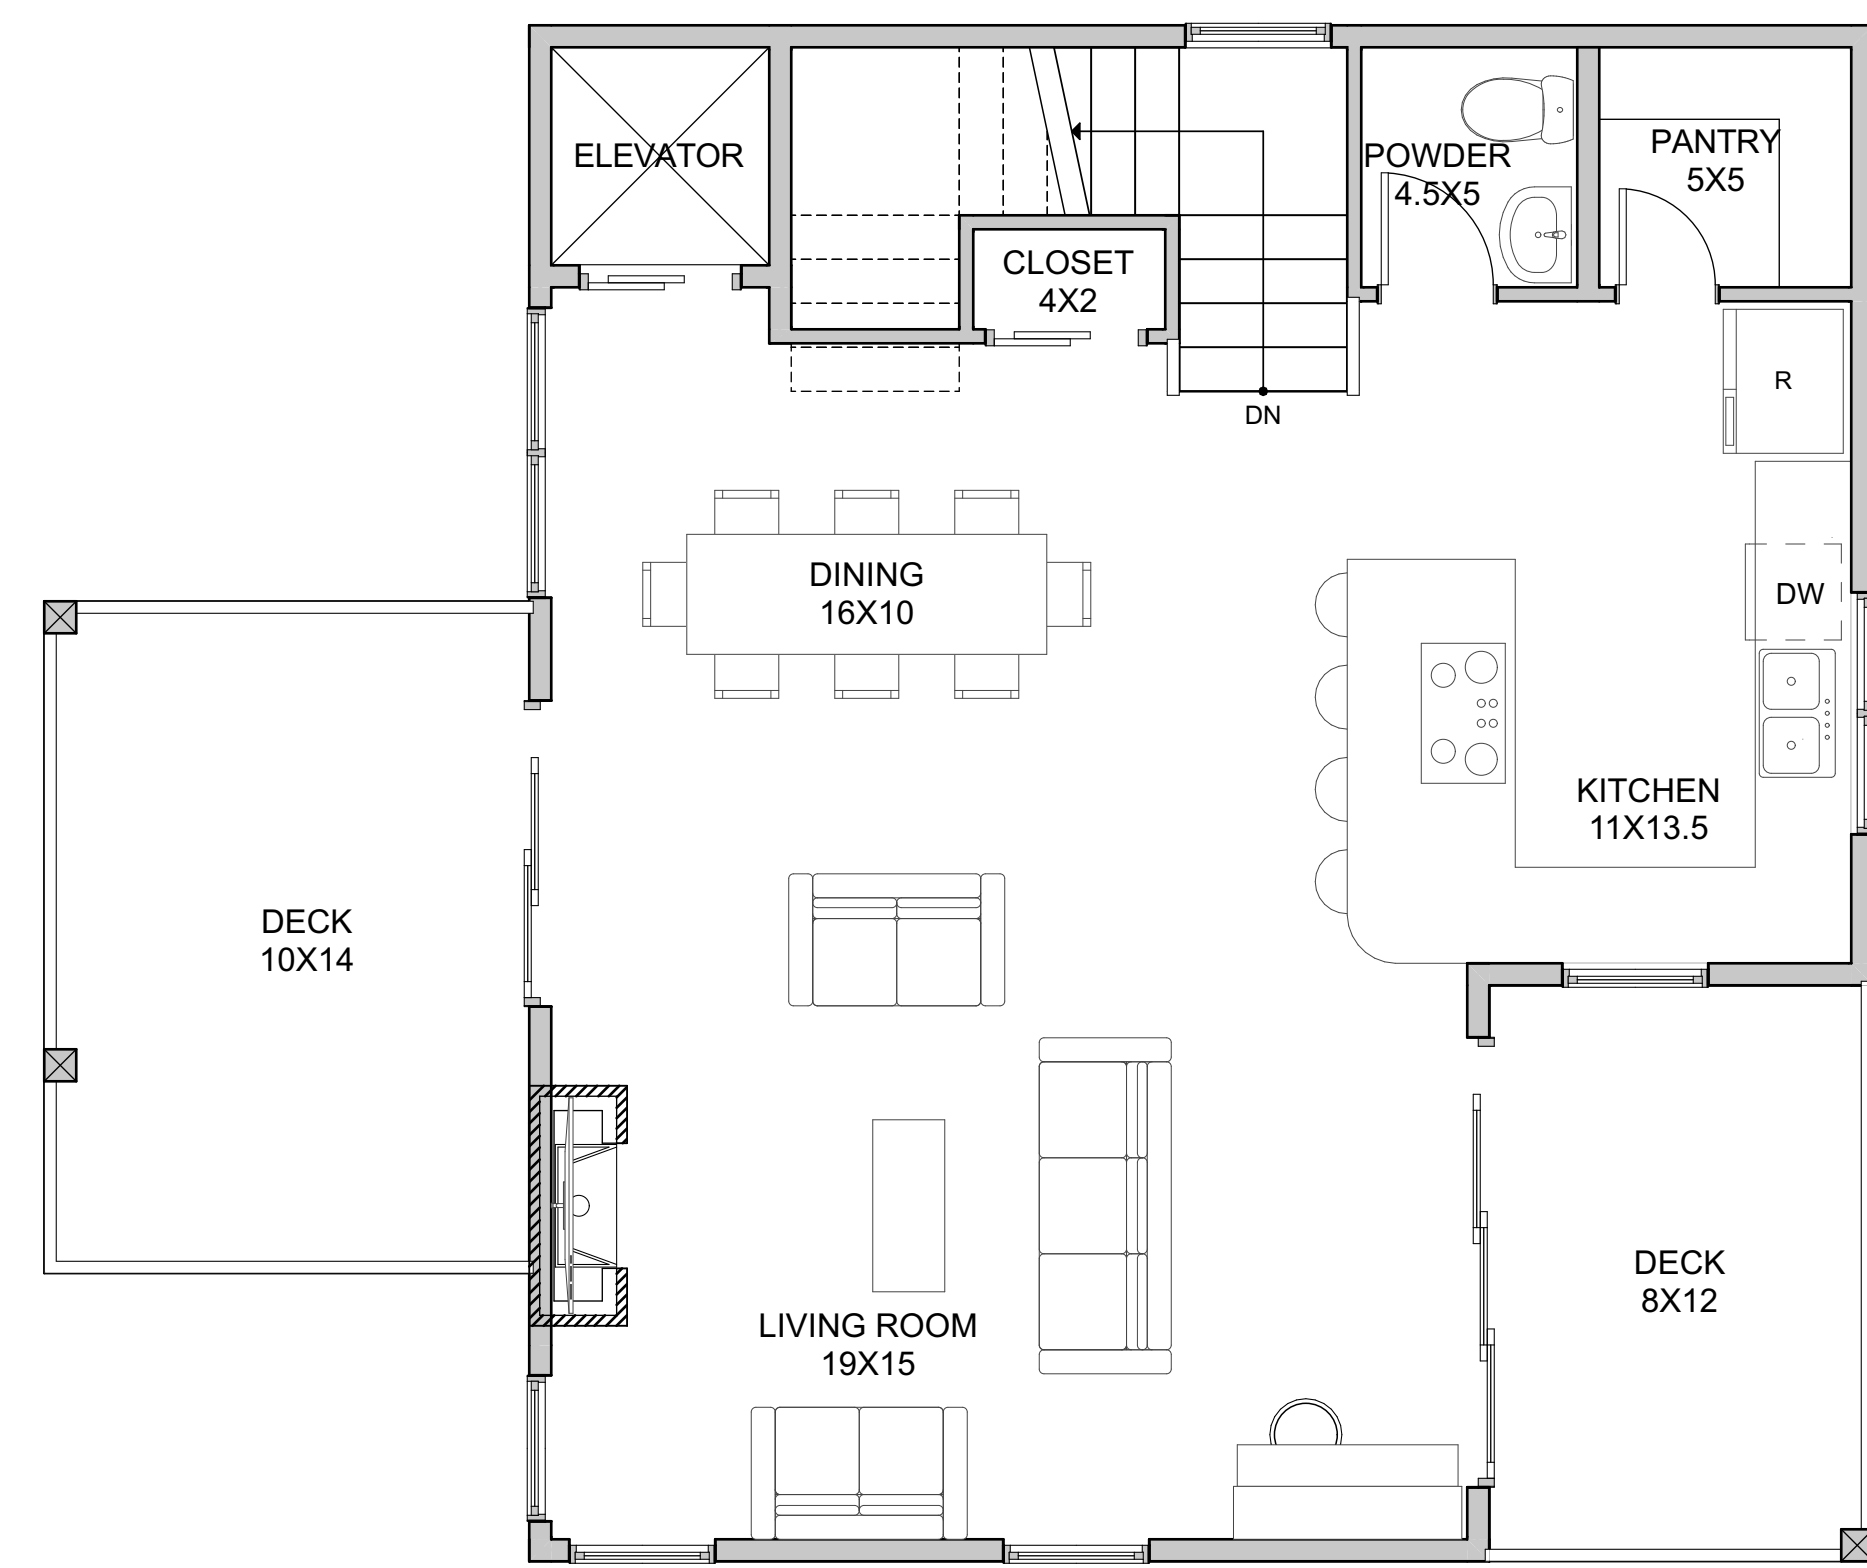 ELEVATOR
POWDER
4.5X5
PANTRY
5X5
CLOSET
4X2
R
DN
DINING
16X10
DW
KITCHEN
11X13.5
DECK
10X14
DECK
8X12
LIVING ROOM
19X15